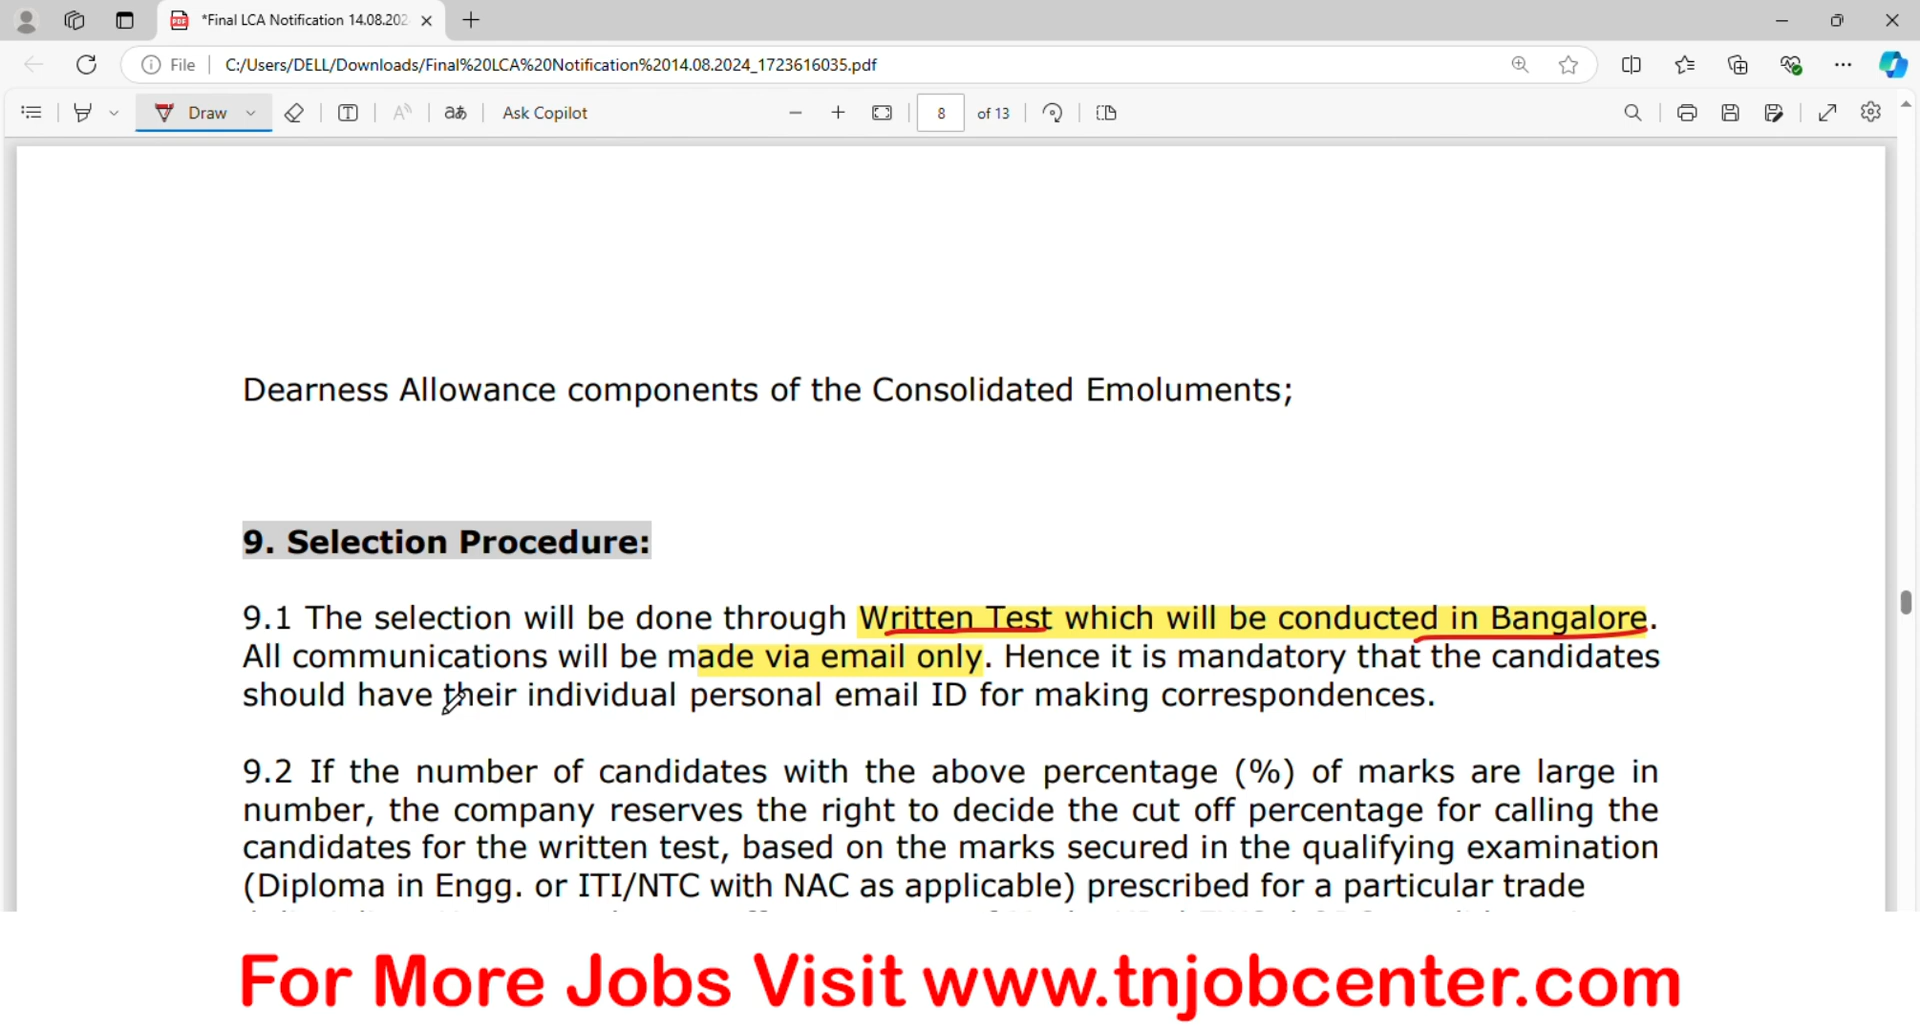 *Final LCA Notification 14.08.202
File
C:/Users/DELL/Downloads/Final%20LCA%20Notification%2014.08.2024_1723616035.pdf
Draw
Ask Copilot
8 of 13
Dearness Allowance components of the Consolidated Emoluments;
9. Selection Procedure:
9.1 The selection will be done through Written Test which will be conducted in Bangalore.
All communications will be made via email only. Hence it is mandatory that the candidates
should have their individual personal email ID for making correspondences.
9.2 If the number of candidates with the above percentage (%) of marks are large in
number, the company reserves the right to decide the cut off percentage for calling the
candidates for the written test, based on the marks secured in the qualifying examination
(Diploma in Engg. or ITI/NTC with NAC as applicable) prescribed for a particular trade
For More Jobs Visit www.tnjobcenter.com